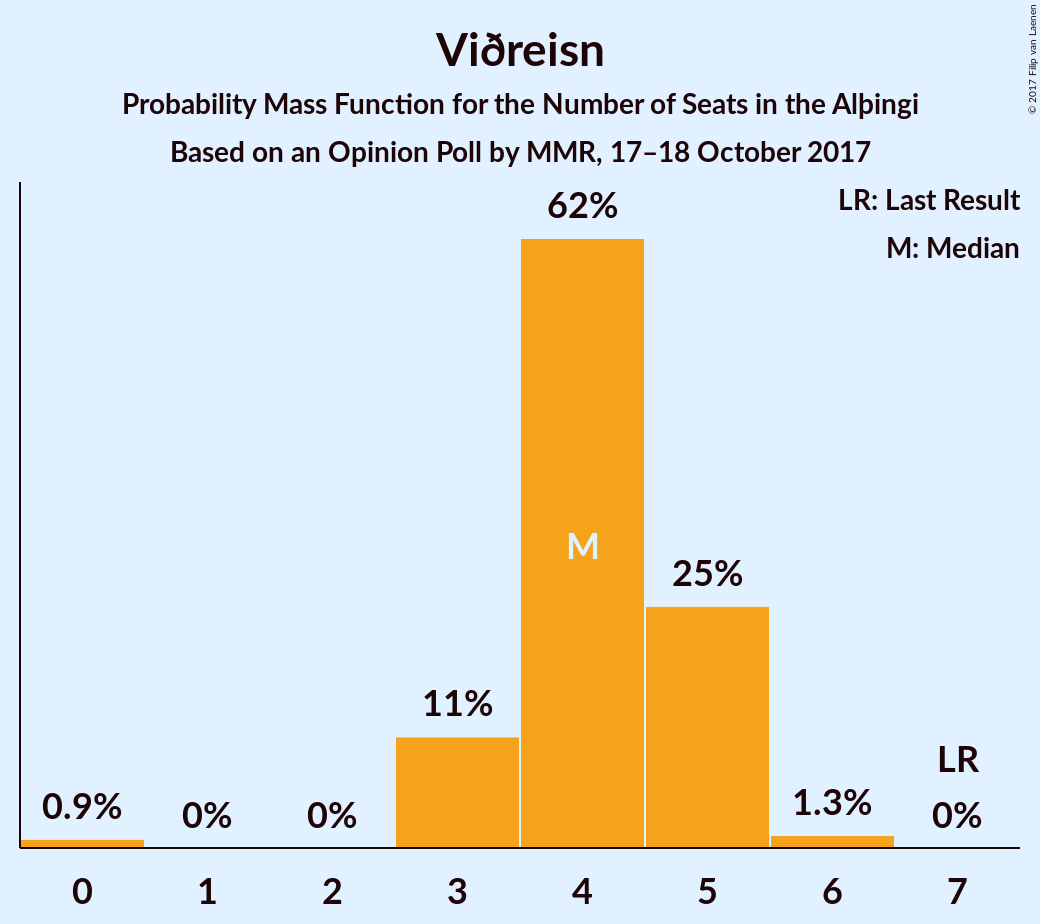 Viðreisn
Probability Mass Function for the Number of Seats in the Alþingi
Based on an Opinion Poll by MMR, 17–18 October 2017
© 2017 Filip van Laenen
LR: Last Result
M: Median
62%
M
25%
11%
LR
0.9%
0%
0%
1.3%
0%
0 1 2 3 4 5 6 7